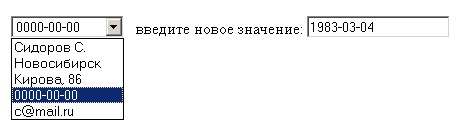 0000-00-00 введите новое значение: 1983-03-04
Сидоров С.
Новосибирск
Кирова, 86
0000-00-00
c@mail.ru